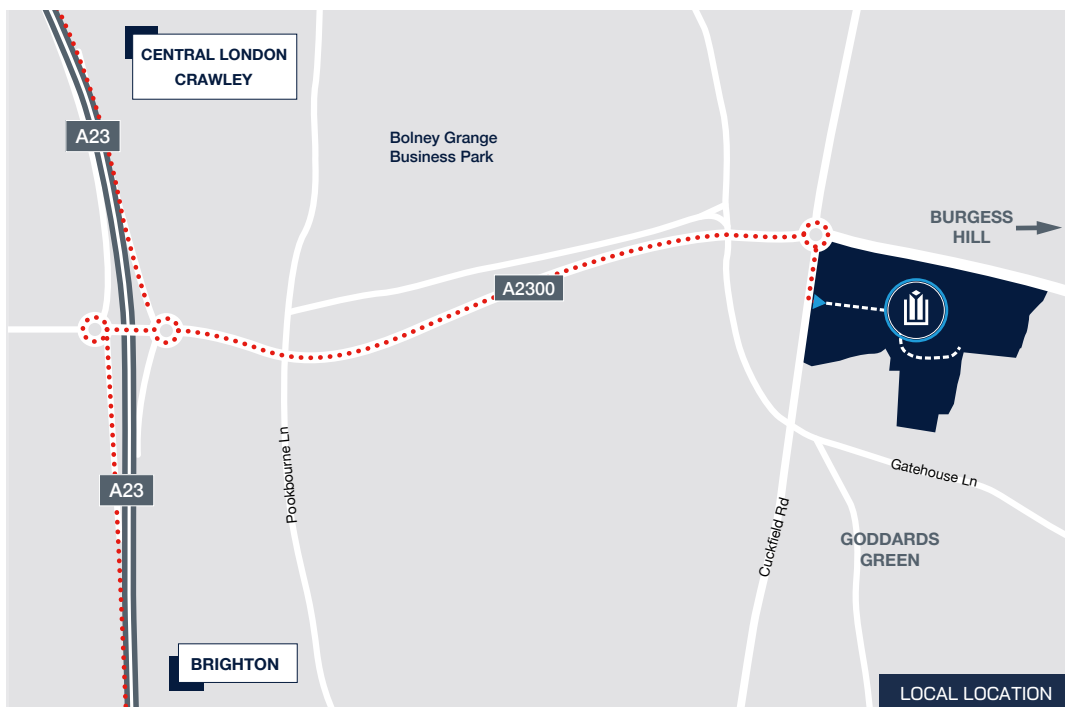 CENTRAL LONDON
CRAWLEY
A23
Bolney Grange
Business Park
BURGESS
HILL
A2300
Pookbourne Ln
Gatehouse Ln
A23
Cuckfield Rd
GODDARDS
GREEN
BRIGHTON
LOCAL LOCATION